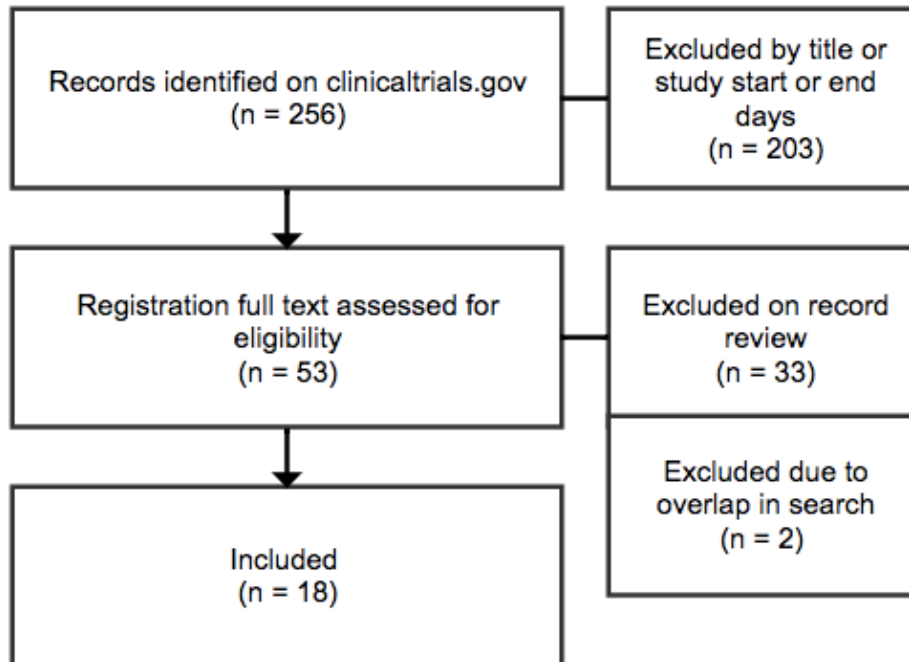 Records identified on clinicaltrials.gov
(n = 256)
Excluded by title or
study start or end
days
(n = 203)
Registration full text assessed for
eligibility
(n = 53)
Excluded on record
review
(n = 33)
Excluded due to
overlap in search
(n = 2)
Included
(n = 18)